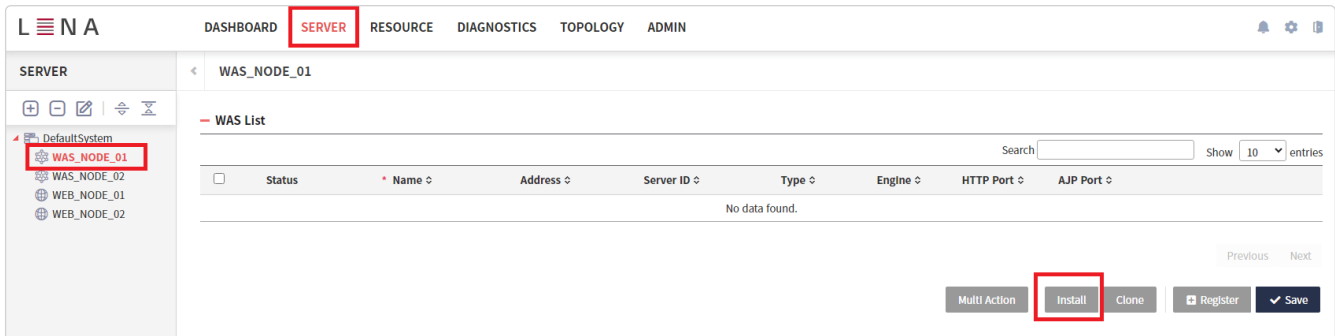 LENA
DASHBOARD SERVER RESOURCE DIAGNOSTICS TOPOLOGY ADMIN
SERVER
WAS_NODE_01
DefaultSystem
WAS_NODE_01
WAS_NODE_02
WEB_NODE_01
WEB_NODE_02
WAS List
Search Show 10 entries
Status * Name Address Server ID Type Engine HTTP Port AJP Port
No data found.
Previous Next
Multi Action Install Clone Register Save